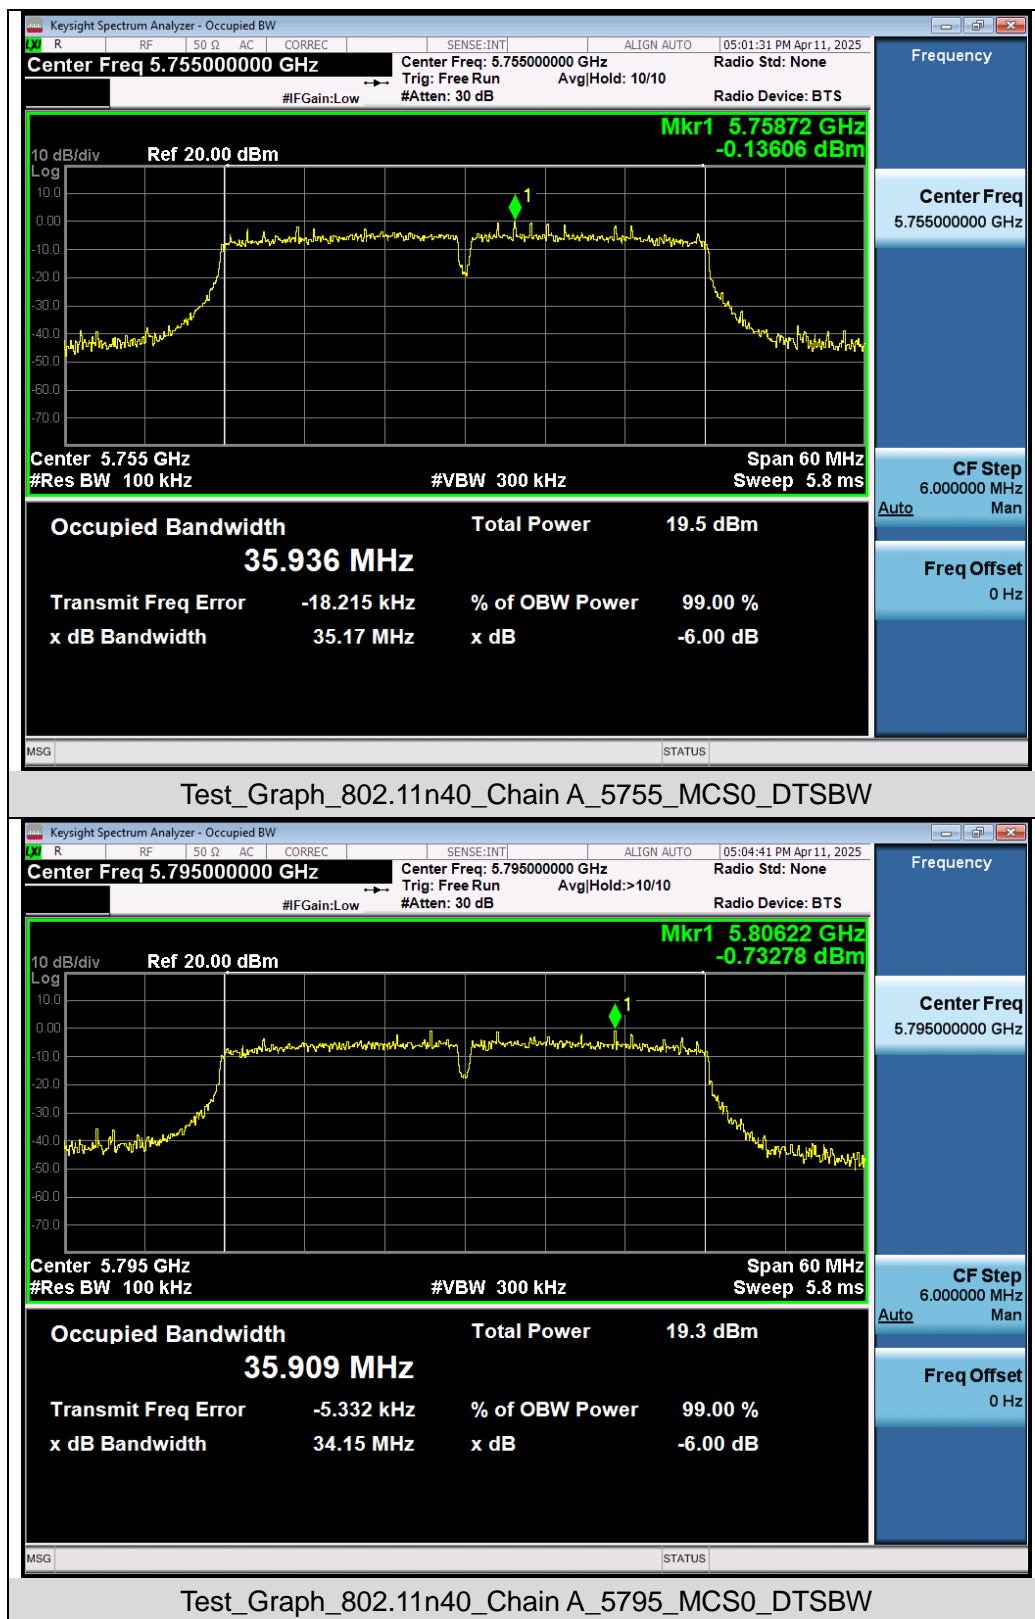 Keysight Spectrum Analyzer - Occupied BW
LXI R RF 50 Ω AC CORREC SENSE:INT ALIGN AUTO 05:01:31 PM Apr 11, 2025
Center Freq 5.755000000 GHz
Center Freq: 5.755000000 GHz Radio Std: None
Trig: Free Run Avg|Hold: 10/10
#IFGain:Low #Atten: 30 dB Radio Device: BTS
Frequency
Mkr1 5.75872 GHz
-0.13606 dBm
10 dB/div Ref 20.00 dBm
Log
10.0
0.00
-10.0
-20.0
-30.0
-40.0
-50.0
-60.0
-70.0
1
Center 5.755 GHz Span 60 MHz
#Res BW 100 kHz #VBW 300 kHz Sweep 5.8 ms
Center Freq
5.755000000 GHz
CF Step
6.000000 MHz
Auto Man
Freq Offset
0 Hz
Occupied Bandwidth Total Power 19.5 dBm
35.936 MHz
Transmit Freq Error -18.215 kHz % of OBW Power 99.00 %
x dB Bandwidth 35.17 MHz x dB -6.00 dB
MSG STATUS
Test_Graph_802.11n40_Chain A_5755_MCS0_DTSBW
Keysight Spectrum Analyzer - Occupied BW
LXI R RF 50 Ω AC CORREC SENSE:INT ALIGN AUTO 05:04:41 PM Apr 11, 2025
Center Freq 5.795000000 GHz
Center Freq: 5.795000000 GHz Radio Std: None
Trig: Free Run Avg|Hold:>10/10
#IFGain:Low #Atten: 30 dB Radio Device: BTS
Frequency
Mkr1 5.80622 GHz
-0.73278 dBm
10 dB/div Ref 20.00 dBm
Log
10.0
0.00
-10.0
-20.0
-30.0
-40.0
-50.0
-60.0
-70.0
1
Center 5.795 GHz Span 60 MHz
#Res BW 100 kHz #VBW 300 kHz Sweep 5.8 ms
Center Freq
5.795000000 GHz
CF Step
6.000000 MHz
Auto Man
Freq Offset
0 Hz
Occupied Bandwidth Total Power 19.3 dBm
35.909 MHz
Transmit Freq Error -5.332 kHz % of OBW Power 99.00 %
x dB Bandwidth 34.15 MHz x dB -6.00 dB
MSG STATUS
Test_Graph_802.11n40_Chain A_5795_MCS0_DTSBW